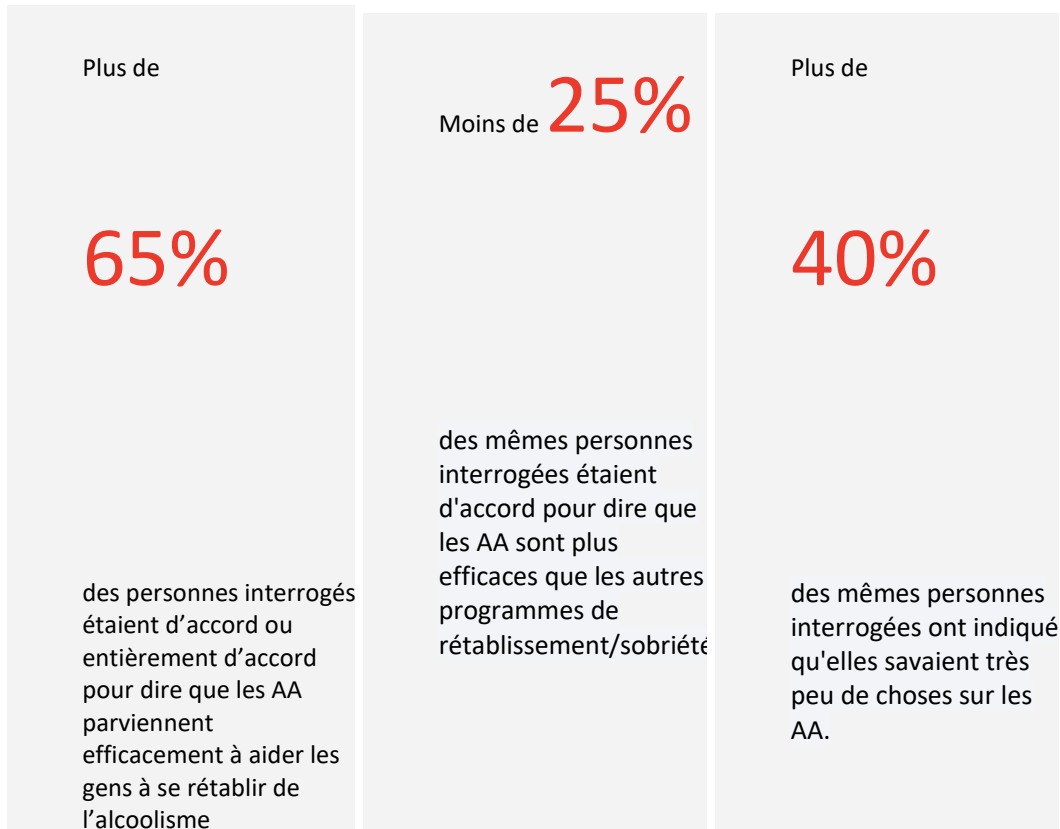 Plus de
65%
des personnes interrogés
étaient d’accord ou
entièrement d’accord
pour dire que les AA
parviennent
efficacement à aider les
gens à se rétablir de
l’alcoolisme
Moins de 25%
des mêmes personnes
interrogées étaient
d'accord pour dire que
les AA sont plus
efficaces que les autres
programmes de
rétablissement/sobriété
Plus de
40%
des mêmes personnes
interrogées ont indiqué
qu'elles savaient très
peu de choses sur les
AA.